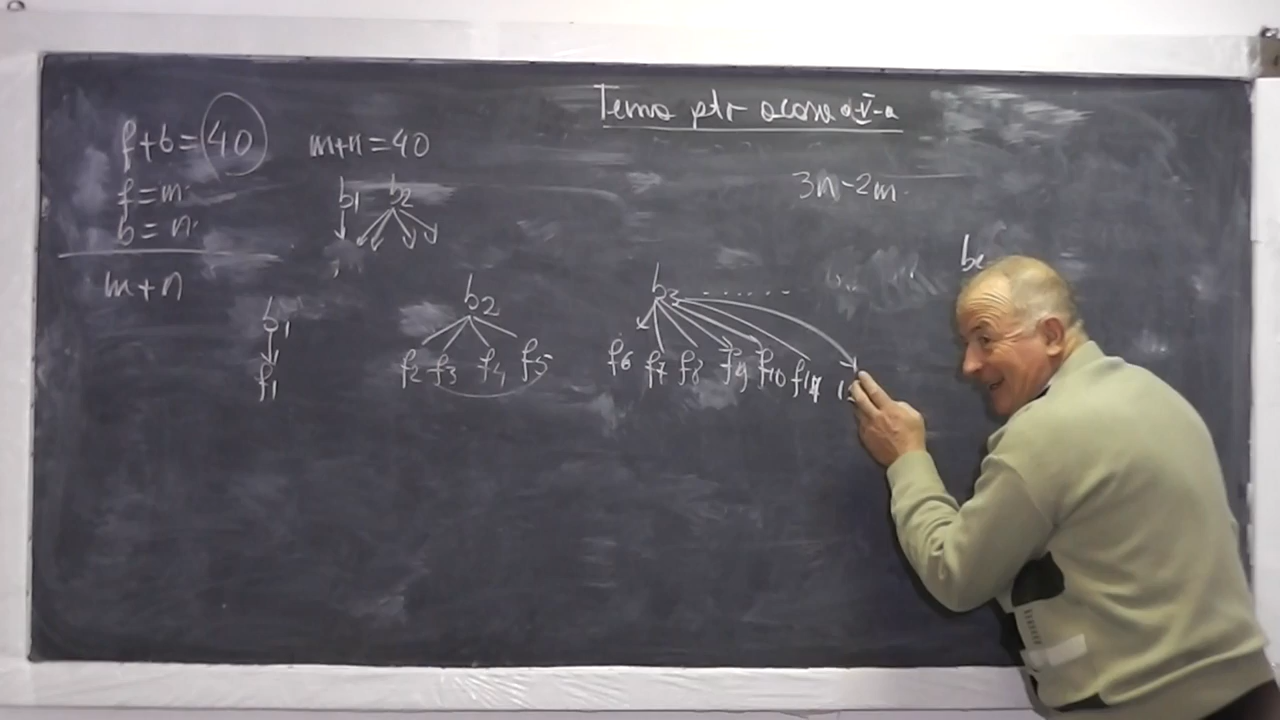 Tema ptr acasa a V-a
f+b=40 m+n=40
f=m
b=n
m+n
3n-2m
b1 b2
b1 b2 b3 .......
f1 f2 f3 f4 f5 f6 f7 f8 f9 f10 f11